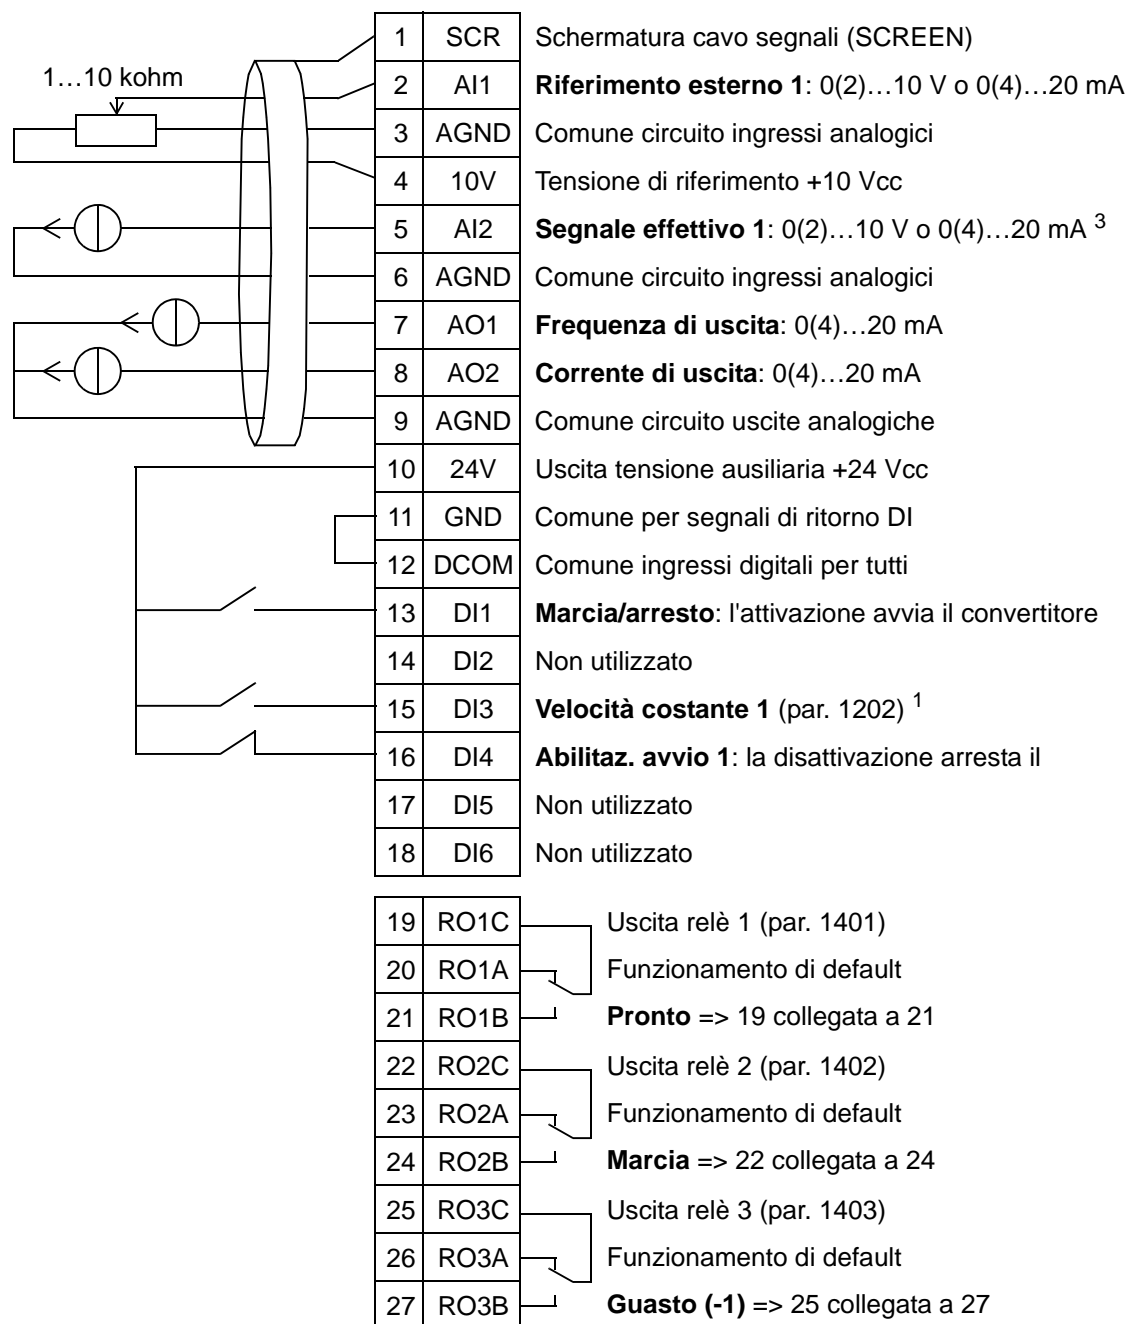 1 SCR Schermatura cavo segnali (SCREEN)
1…10 kohm
2 AI1 Riferimento esterno 1: 0(2)…10 V o 0(4)…20 mA
3 AGND Comune circuito ingressi analogici
4 10V Tensione di riferimento +10 Vcc
5 AI2 Segnale effettivo 1: 0(2)…10 V o 0(4)…20 mA 3
6 AGND Comune circuito ingressi analogici
7 AO1 Frequenza di uscita: 0(4)…20 mA
8 AO2 Corrente di uscita: 0(4)…20 mA
9 AGND Comune circuito uscite analogiche
10 24V Uscita tensione ausiliaria +24 Vcc
11 GND Comune per segnali di ritorno DI
12 DCOM Comune ingressi digitali per tutti
13 DI1 Marcia/arresto: l'attivazione avvia il convertitore
14 DI2 Non utilizzato
15 DI3 Velocità costante 1 (par. 1202) 1
16 DI4 Abilitaz. avvio 1: la disattivazione arresta il
17 DI5 Non utilizzato
18 DI6 Non utilizzato
19 RO1C Uscita relè 1 (par. 1401)
20 RO1A Funzionamento di default
21 RO1B Pronto => 19 collegata a 21
22 RO2C Uscita relè 2 (par. 1402)
23 RO2A Funzionamento di default
24 RO2B Marcia => 22 collegata a 24
25 RO3C Uscita relè 3 (par. 1403)
26 RO3A Funzionamento di default
27 RO3B Guasto (-1) => 25 collegata a 27